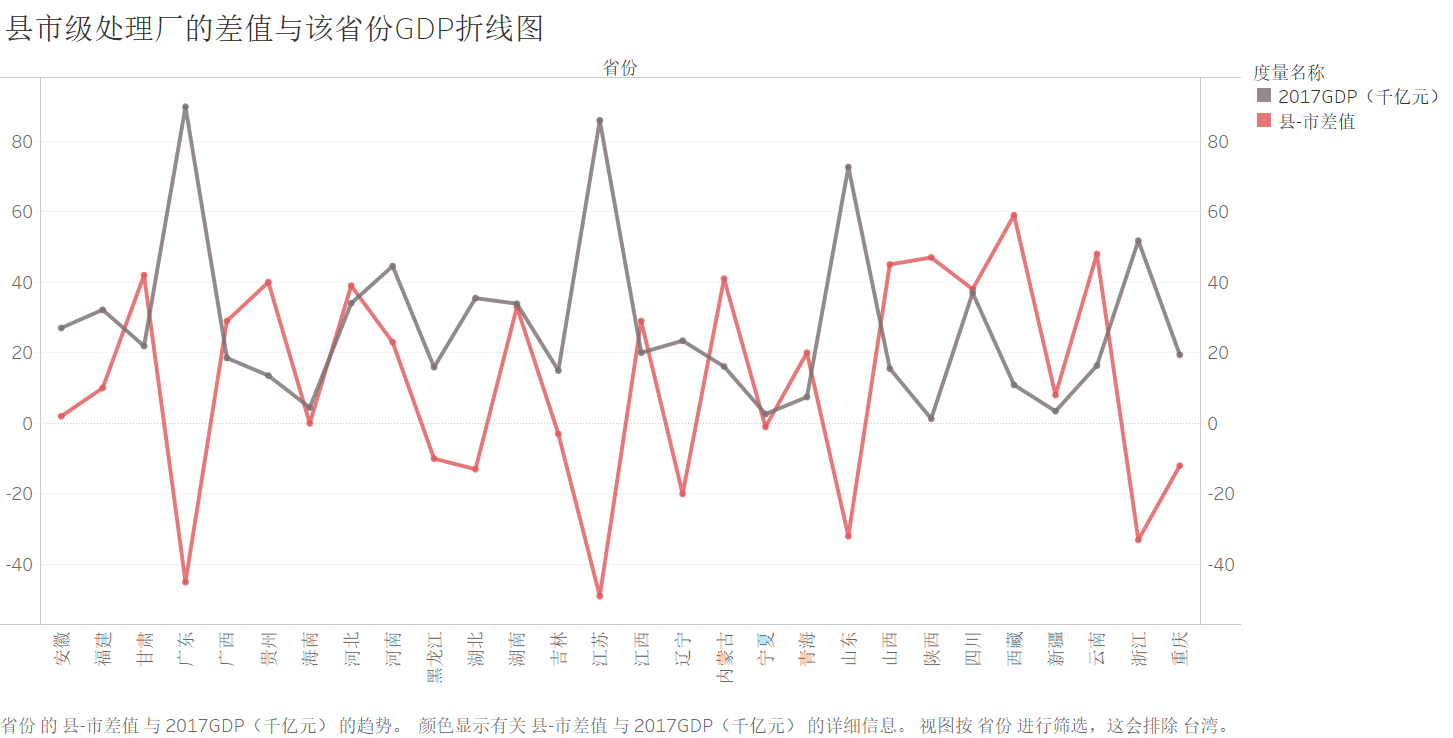 县市级处理厂的差值与该省份GDP折线图
省份
度量名称
2017GDP（千亿元）
县-市差值
80
60
40
20
0
-20
-40
80
60
40
20
0
-20
-40
安徽
福建
甘肃
广东
广西
贵州
海南
河北
河南
黑龙江
湖北
湖南
吉林
江苏
江西
辽宁
内蒙古
宁夏
青海
山东
山西
陕西
四川
西藏
新疆
云南
浙江
重庆
省份 的 县-市差值 与 2017GDP（千亿元） 的趋势。 颜色显示有关 县-市差值 与 2017GDP（千亿元） 的详细信息。 视图按 省份 进行筛选，这会排除 台湾。